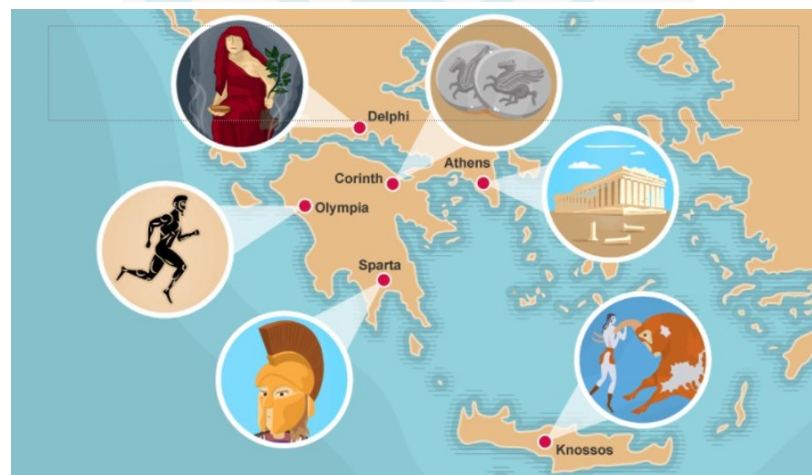 Delphi
Athens
Corinth
Olympia
Sparta
Knossos